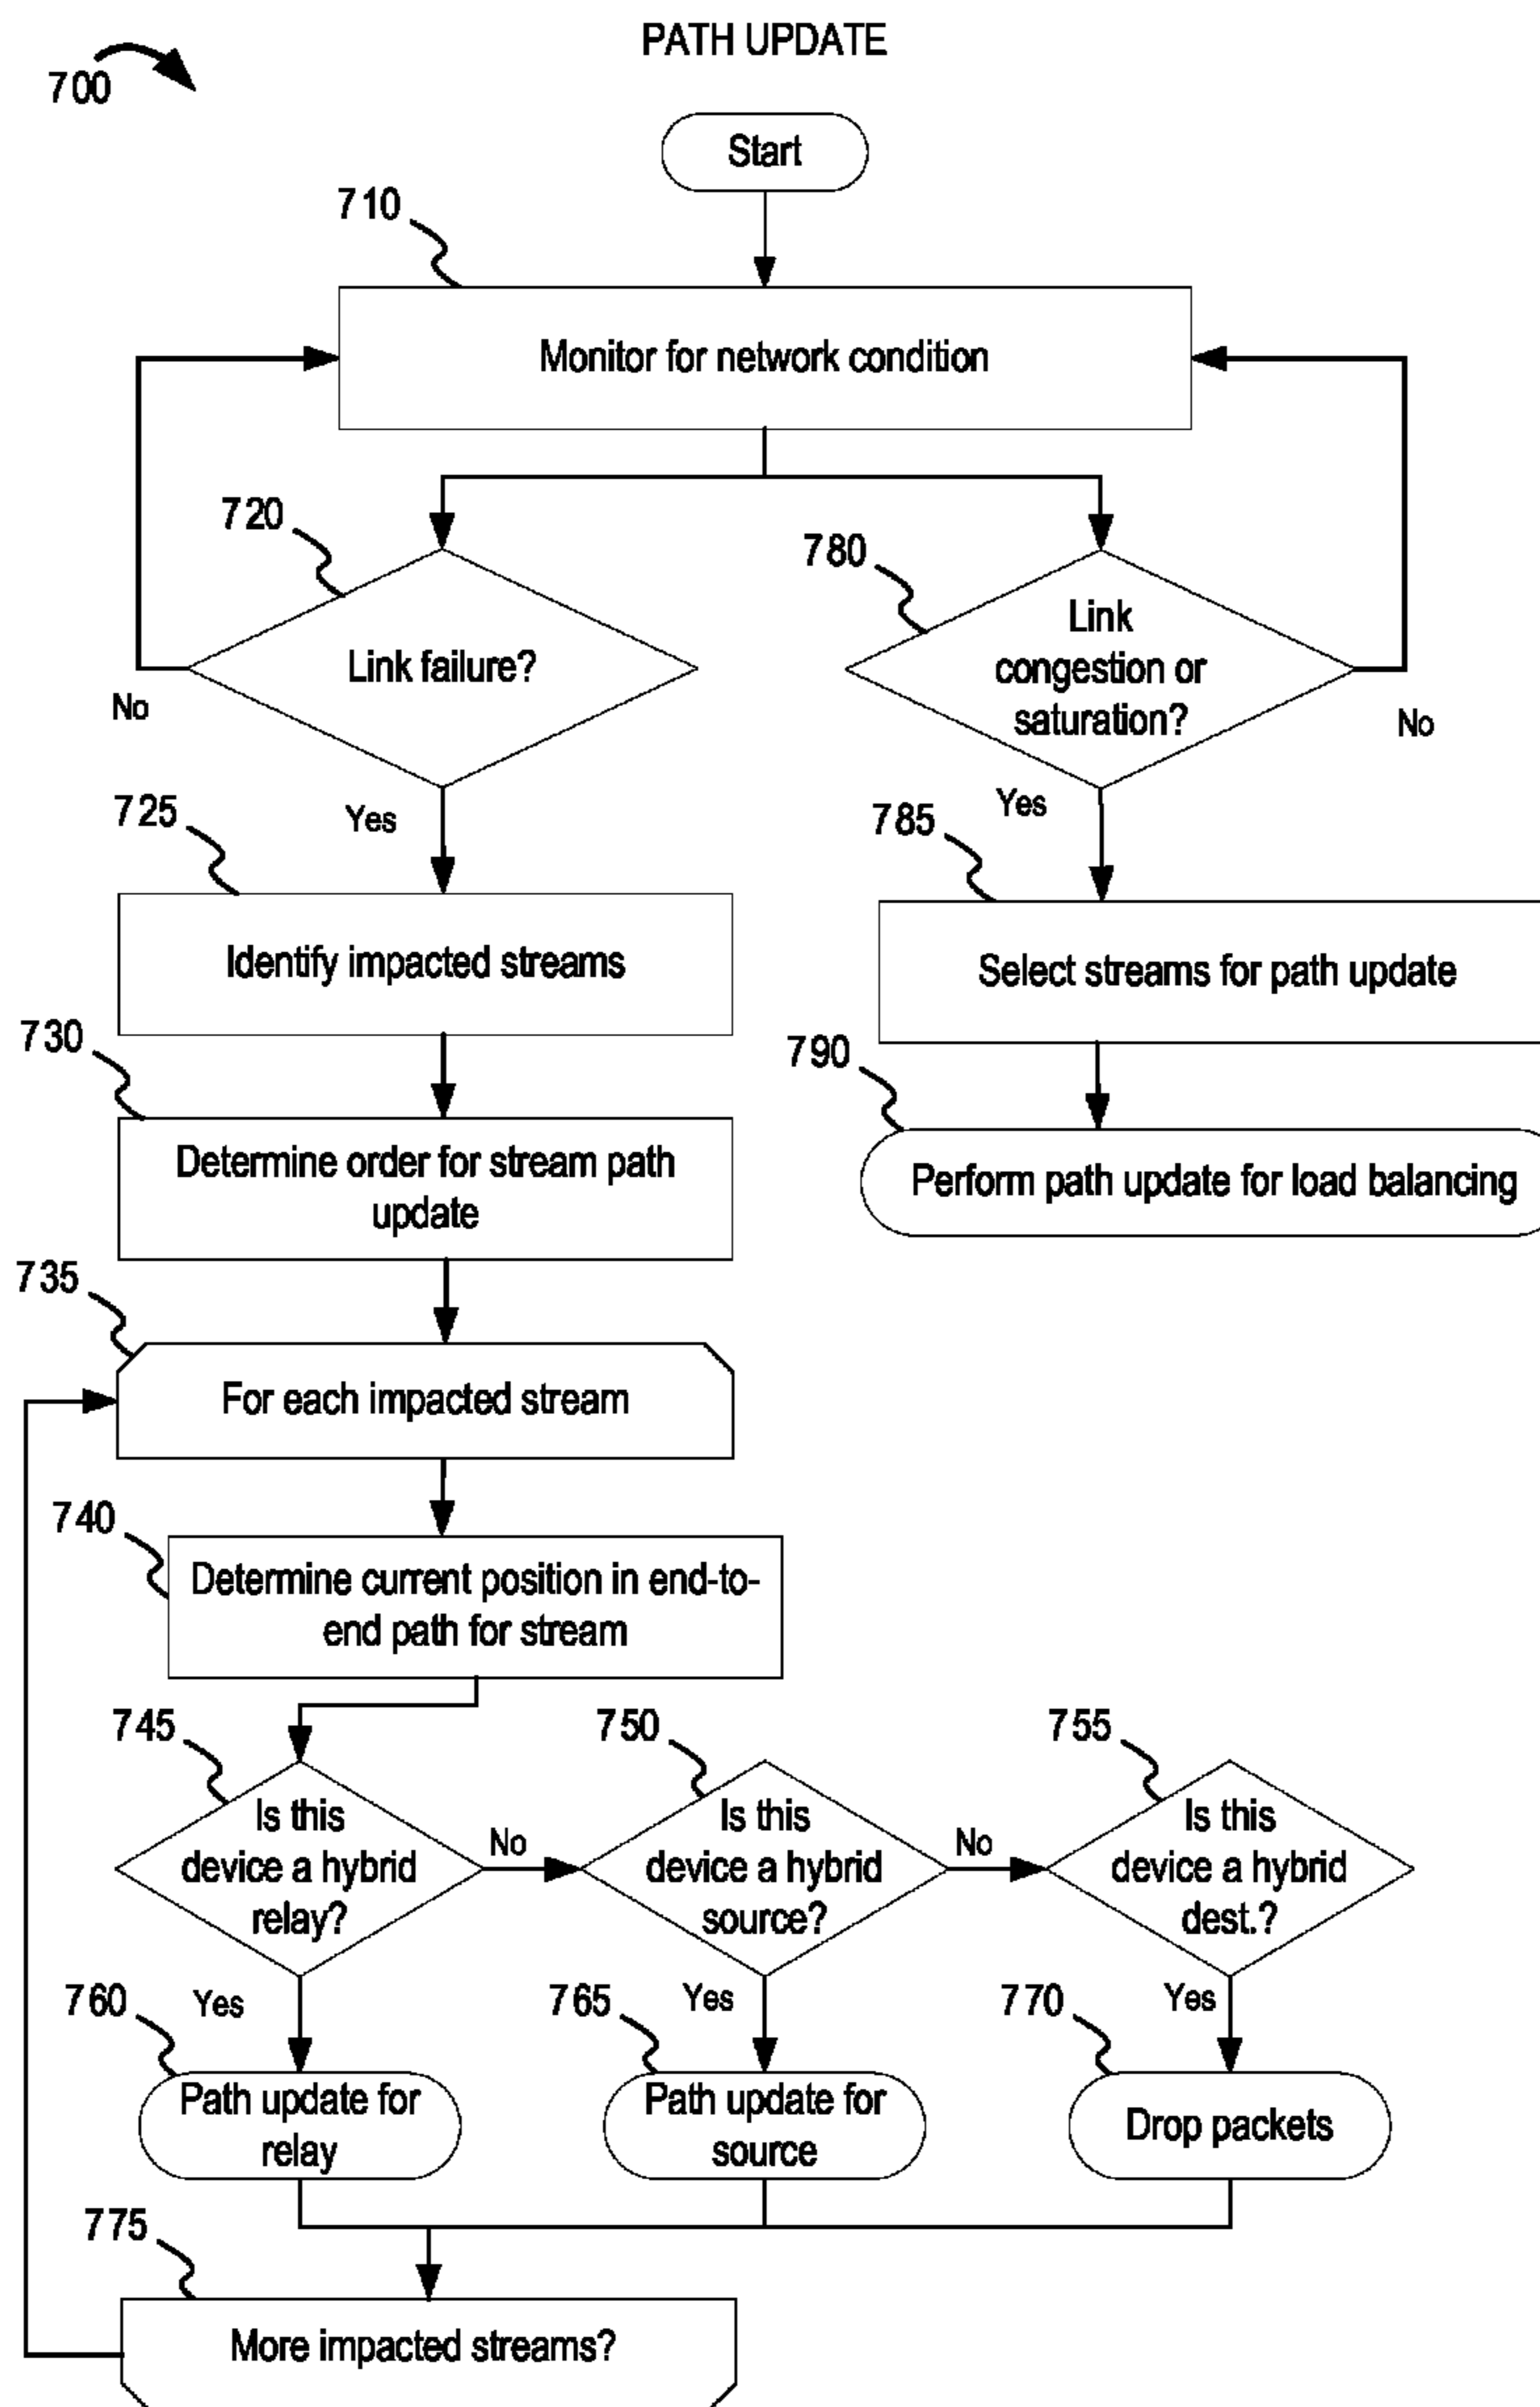 PATH UPDATE
700
Start
710
Monitor for network condition
720
780
Link failure?
Link
congestion or
saturation?
No
No
725
Yes
785
Yes
Identify impacted streams
Select streams for path update
730
790
Determine order for stream path
update
Perform path update for load balancing
735
For each impacted stream
740
Determine current position in end-to-
end path for stream
745
750
755
Is this
device a hybrid
relay?
No
Is this
device a hybrid
source?
No
Is this
device a hybrid
dest.?
760
Yes
765
Yes
770
Yes
Path update for
relay
Path update for
source
Drop packets
775
More impacted streams?